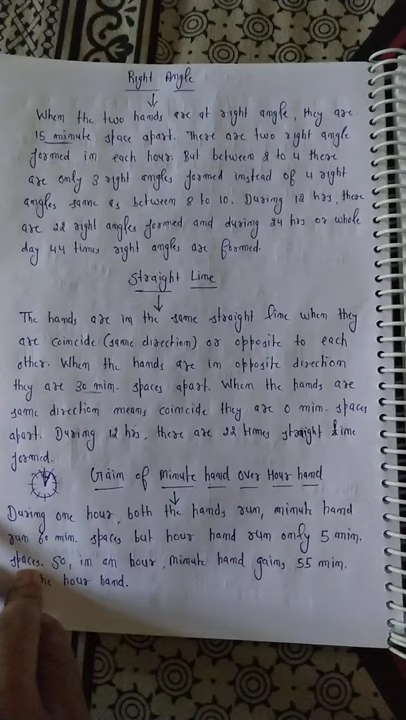 Right Angle
When the two hands are at right angle, they are
15 minute space apart. There are two right angle
formed in each hour. But between 2 to 4 there
are only 3 right angles formed instead of 4 right
angles same as between 8 to 10. During 12 hrs, there
are 22 right angles formed and during 24 hrs or whole
day 44 times right angles are formed.
Straight Line
The hands are in the same straight line when they
are coincide (same direction) or opposite to each
other. When the hands are in opposite direction
they are 30 min. spaces apart. When the hands are
same direction means coincide they are 0 min. spaces
apart. During 12 hrs, there are 22 times straight line
formed.
Gain of Minute hand over Hour hand
During one hour, both the hands run, minute hand
run 60 min. spaces but hour hand run only 5 min.
spaces. So, in an hour, minute hand gains 55 min.
he hour hand.